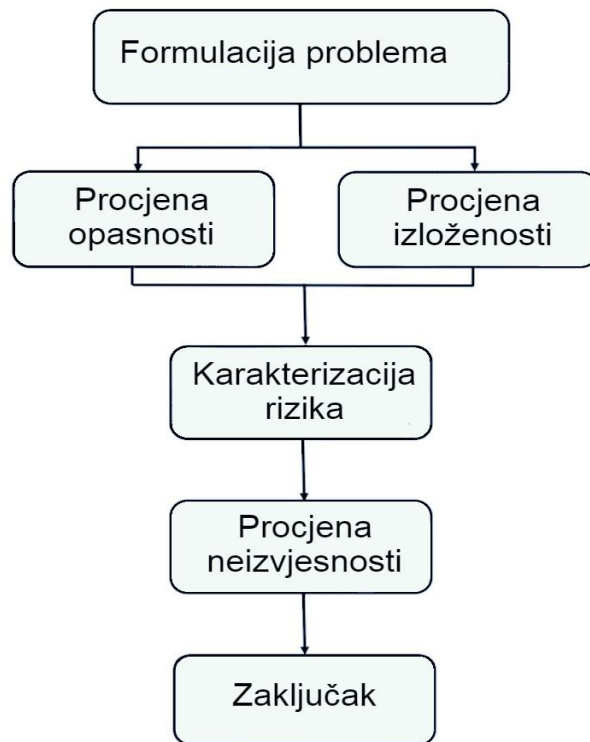 Formulacija problema
Procjena
opasnosti
Procjena
izloženosti
Karakterizacija
rizika
Procjena
neizvjesnosti
Zaključak